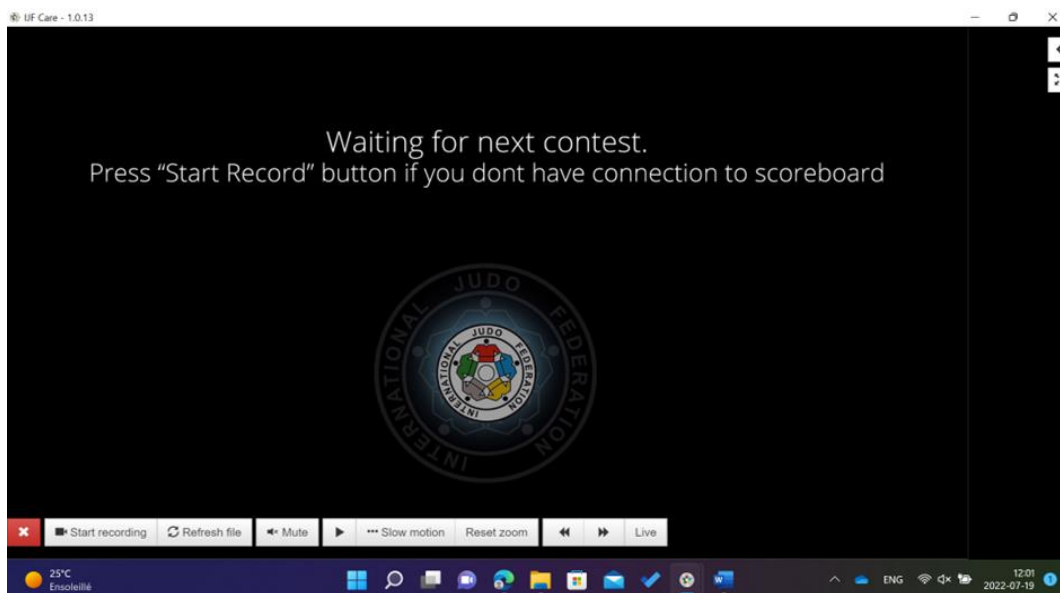 IJF Care - 1.0.13
Waiting for next contest.
Press “Start Record” button if you dont have connection to scoreboard
INTERNATIONAL JUDO FEDERATION
INTERNATIONAL JUDO FEDERATION
Start recording Refresh file Mute Slow motion Reset zoom Live
25°C
Ensoleillé
ENG
12:01
2022-07-19
1